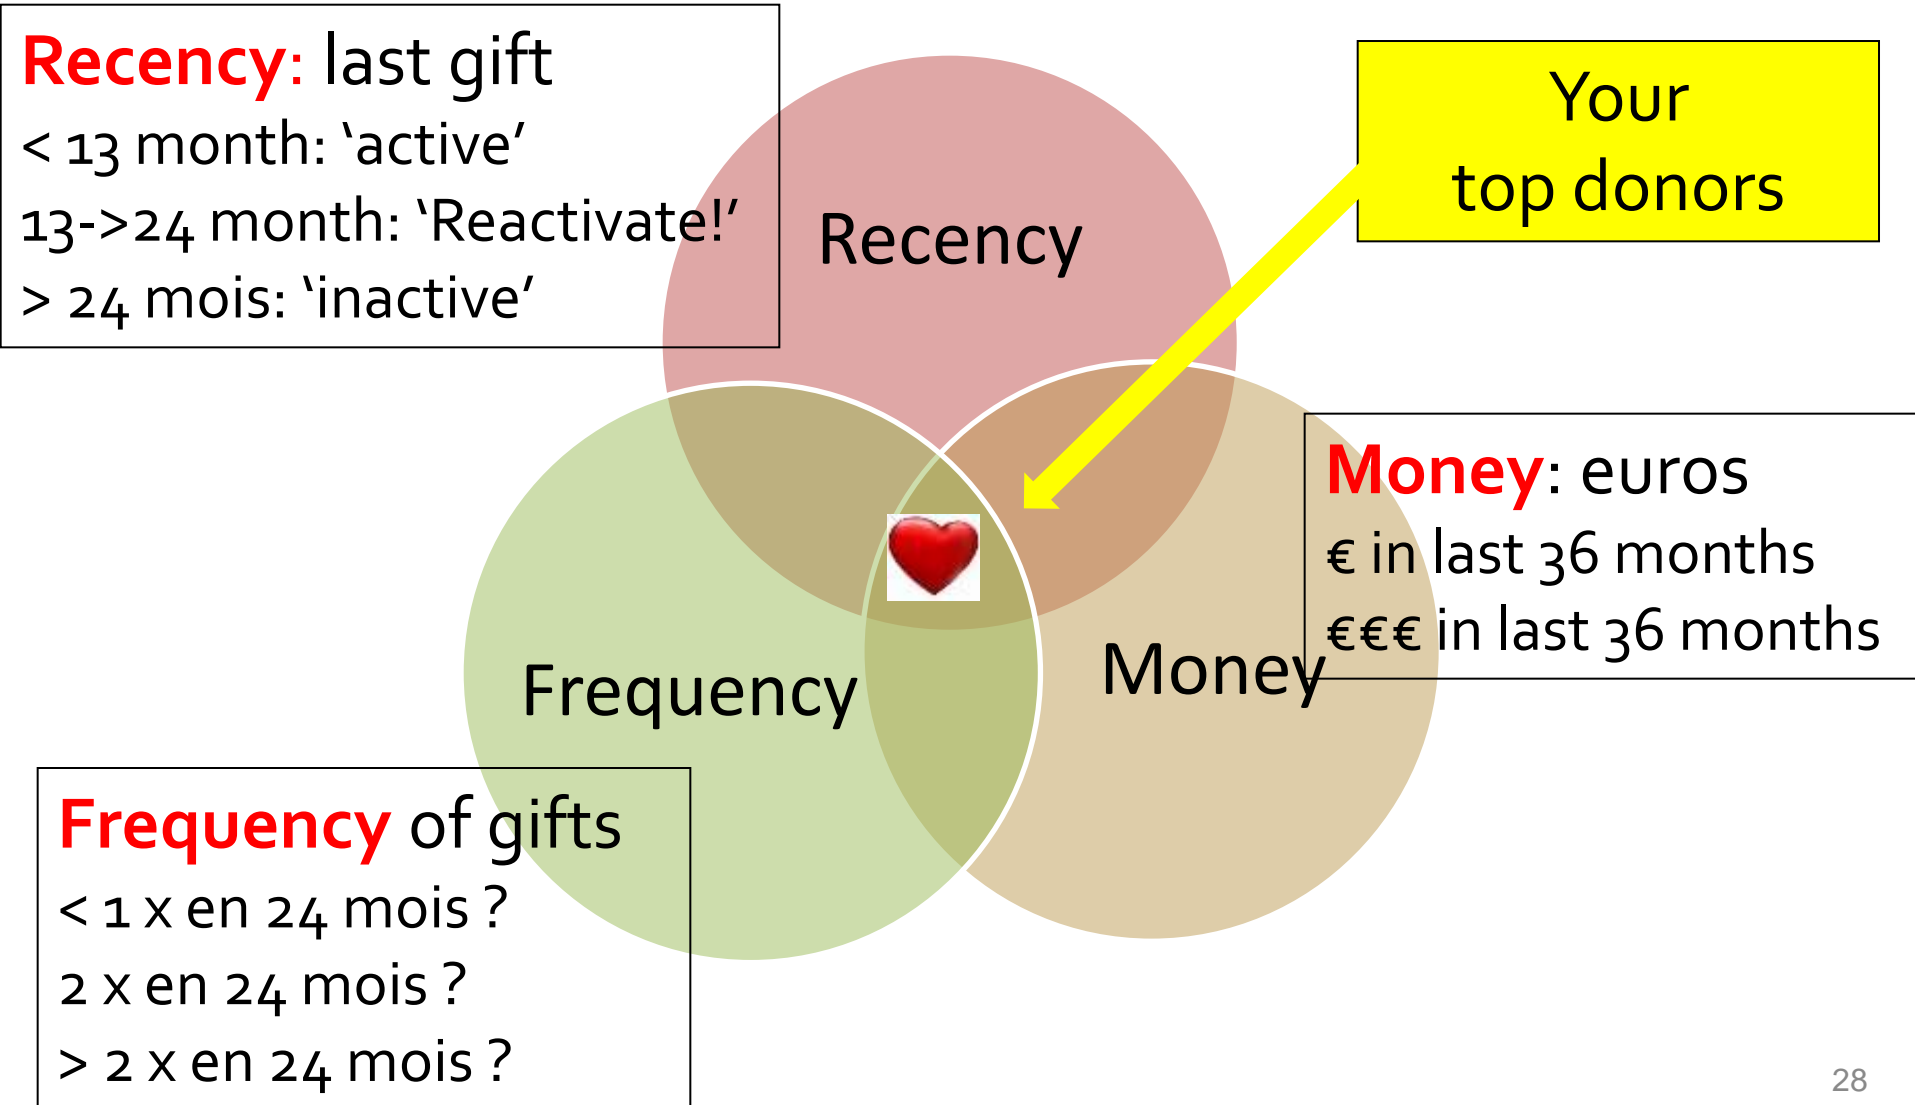 Recency: last gift
< 13 month: ‘active’
13->24 month: ‘Reactivate!’
> 24 mois: ‘inactive’
Your
top donors
Recency
Money: euros
€ in last 36 months
€€€ in last 36 months
Money
Frequency
Frequency of gifts
< 1 x en 24 mois ?
2 x en 24 mois ?
> 2 x en 24 mois ?
28